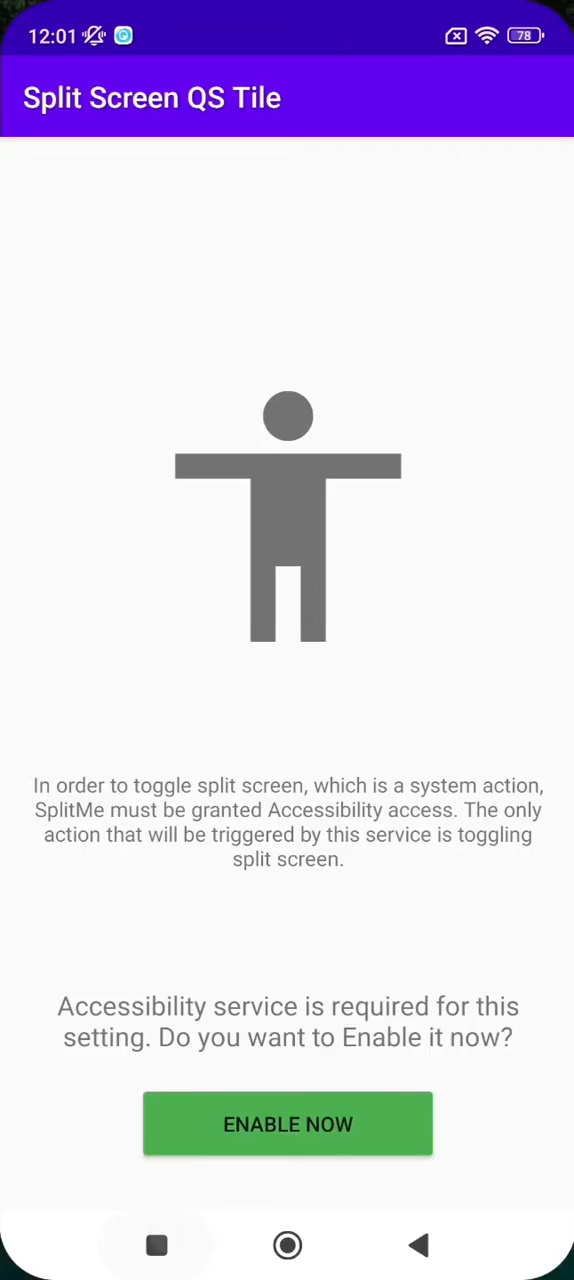 12:01
78
Split Screen QS Tile
In order to toggle split screen, which is a system action,
SplitMe must be granted Accessibility access. The only
action that will be triggered by this service is toggling
split screen.
Accessibility service is required for this
setting. Do you want to Enable it now?
ENABLE NOW